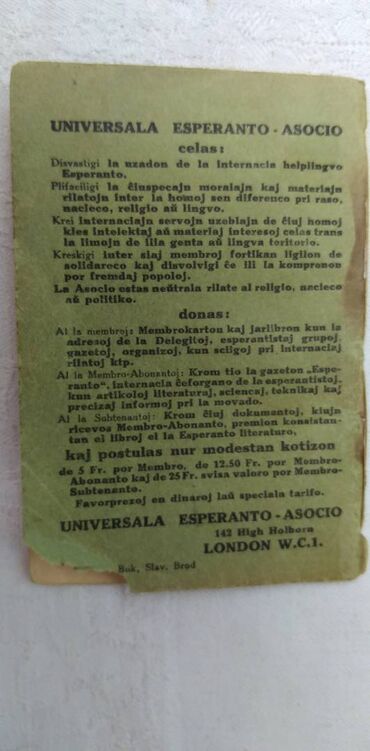 UNIVERSALA ESPERANTO - ASOCIO
celas:
Disvastigi la uzadon de la internacia helplingvo
Esperanto.
Plifaciligi la ĉiuspecajn moralajn kaj materiajn
rilatojn inter la homoj sen diferenco pri raso,
nacieco, religio aŭ lingvo.
Krei internaciajn servojn uzeblajn de ĉiuj homoj
kies intelektaj aŭ materiaj interesoj celas trans
la limojn de ilia genta aŭ lingva teritorio.
Kreskigi inter siaj membroj fortikan ligilon de
solidareco kaj disvolvigi ĉe ili la komprenon
por fremdaj popoloj.
La Asocio estas neŭtrala rilate al religio, nacieco
aŭ politiko.
donas:
Al la membroj: Membrokarton kaj jarlibron kun la
adresoj de la Delegitoj, esperantistaj grupoj,
gazetoj, organizoj, kun sciigoj pri internaciaj
rilatoj ktp.
Al la Membro-Abonantoj: Krom tio la gazeton „Espe-
ranto“, internacia ĉeforgano de la esperantistoj,
kun artikoloj literaturaj, sciencaj, teknikaj kaj
precizaj informoj pri la movado.
Al la Subtenantoj: Krom ĉiuj dokumentoj, kiujn
ricevos Membro-Abonanto, premion konsistan-
tan el libroj el la Esperanto literaturo,
kaj postulas nur modestan kotizon
de 5 Fr. por Membro, de 12.50 Fr. por Membro-
Abonanto kaj de 25 Fr. svisa valoro por Membro-
Subtenanto.
Favorprezoj en dinaroj laŭ speciala tarifo.
UNIVERSALA ESPERANTO - ASOCIO
142 High Holborn
LONDON W.C.1.
Buk, Slav. Brod